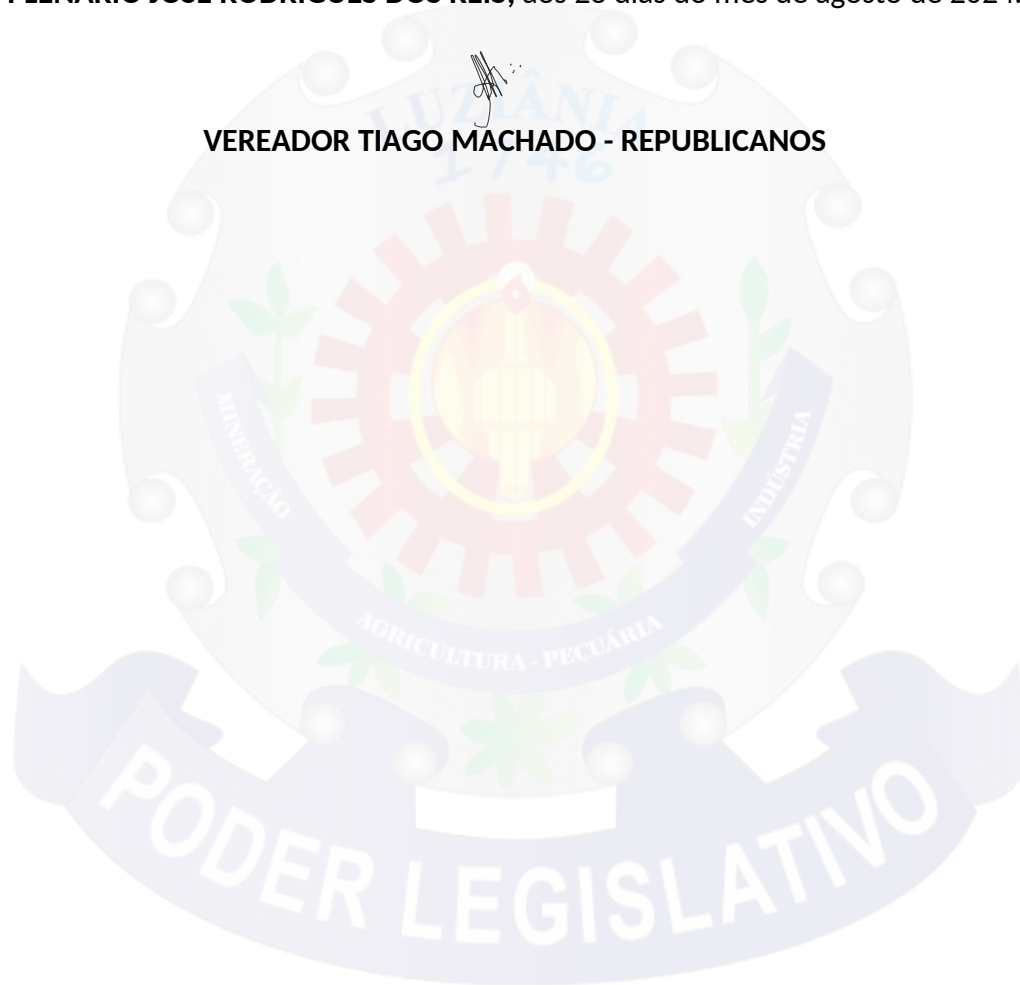 PLENÁRIO JOSÉ RODRIGUES DOS REIS, aos dias do mês de agosto de 2024.
LUZIÂNIA
VEREADOR TIAGO MACHADO - REPUBLICANOS
1746
MINERAÇÃO
INDÚSTRIA
AGRICULTURA - PECUÁRIA
PODER LEGISLATIVO